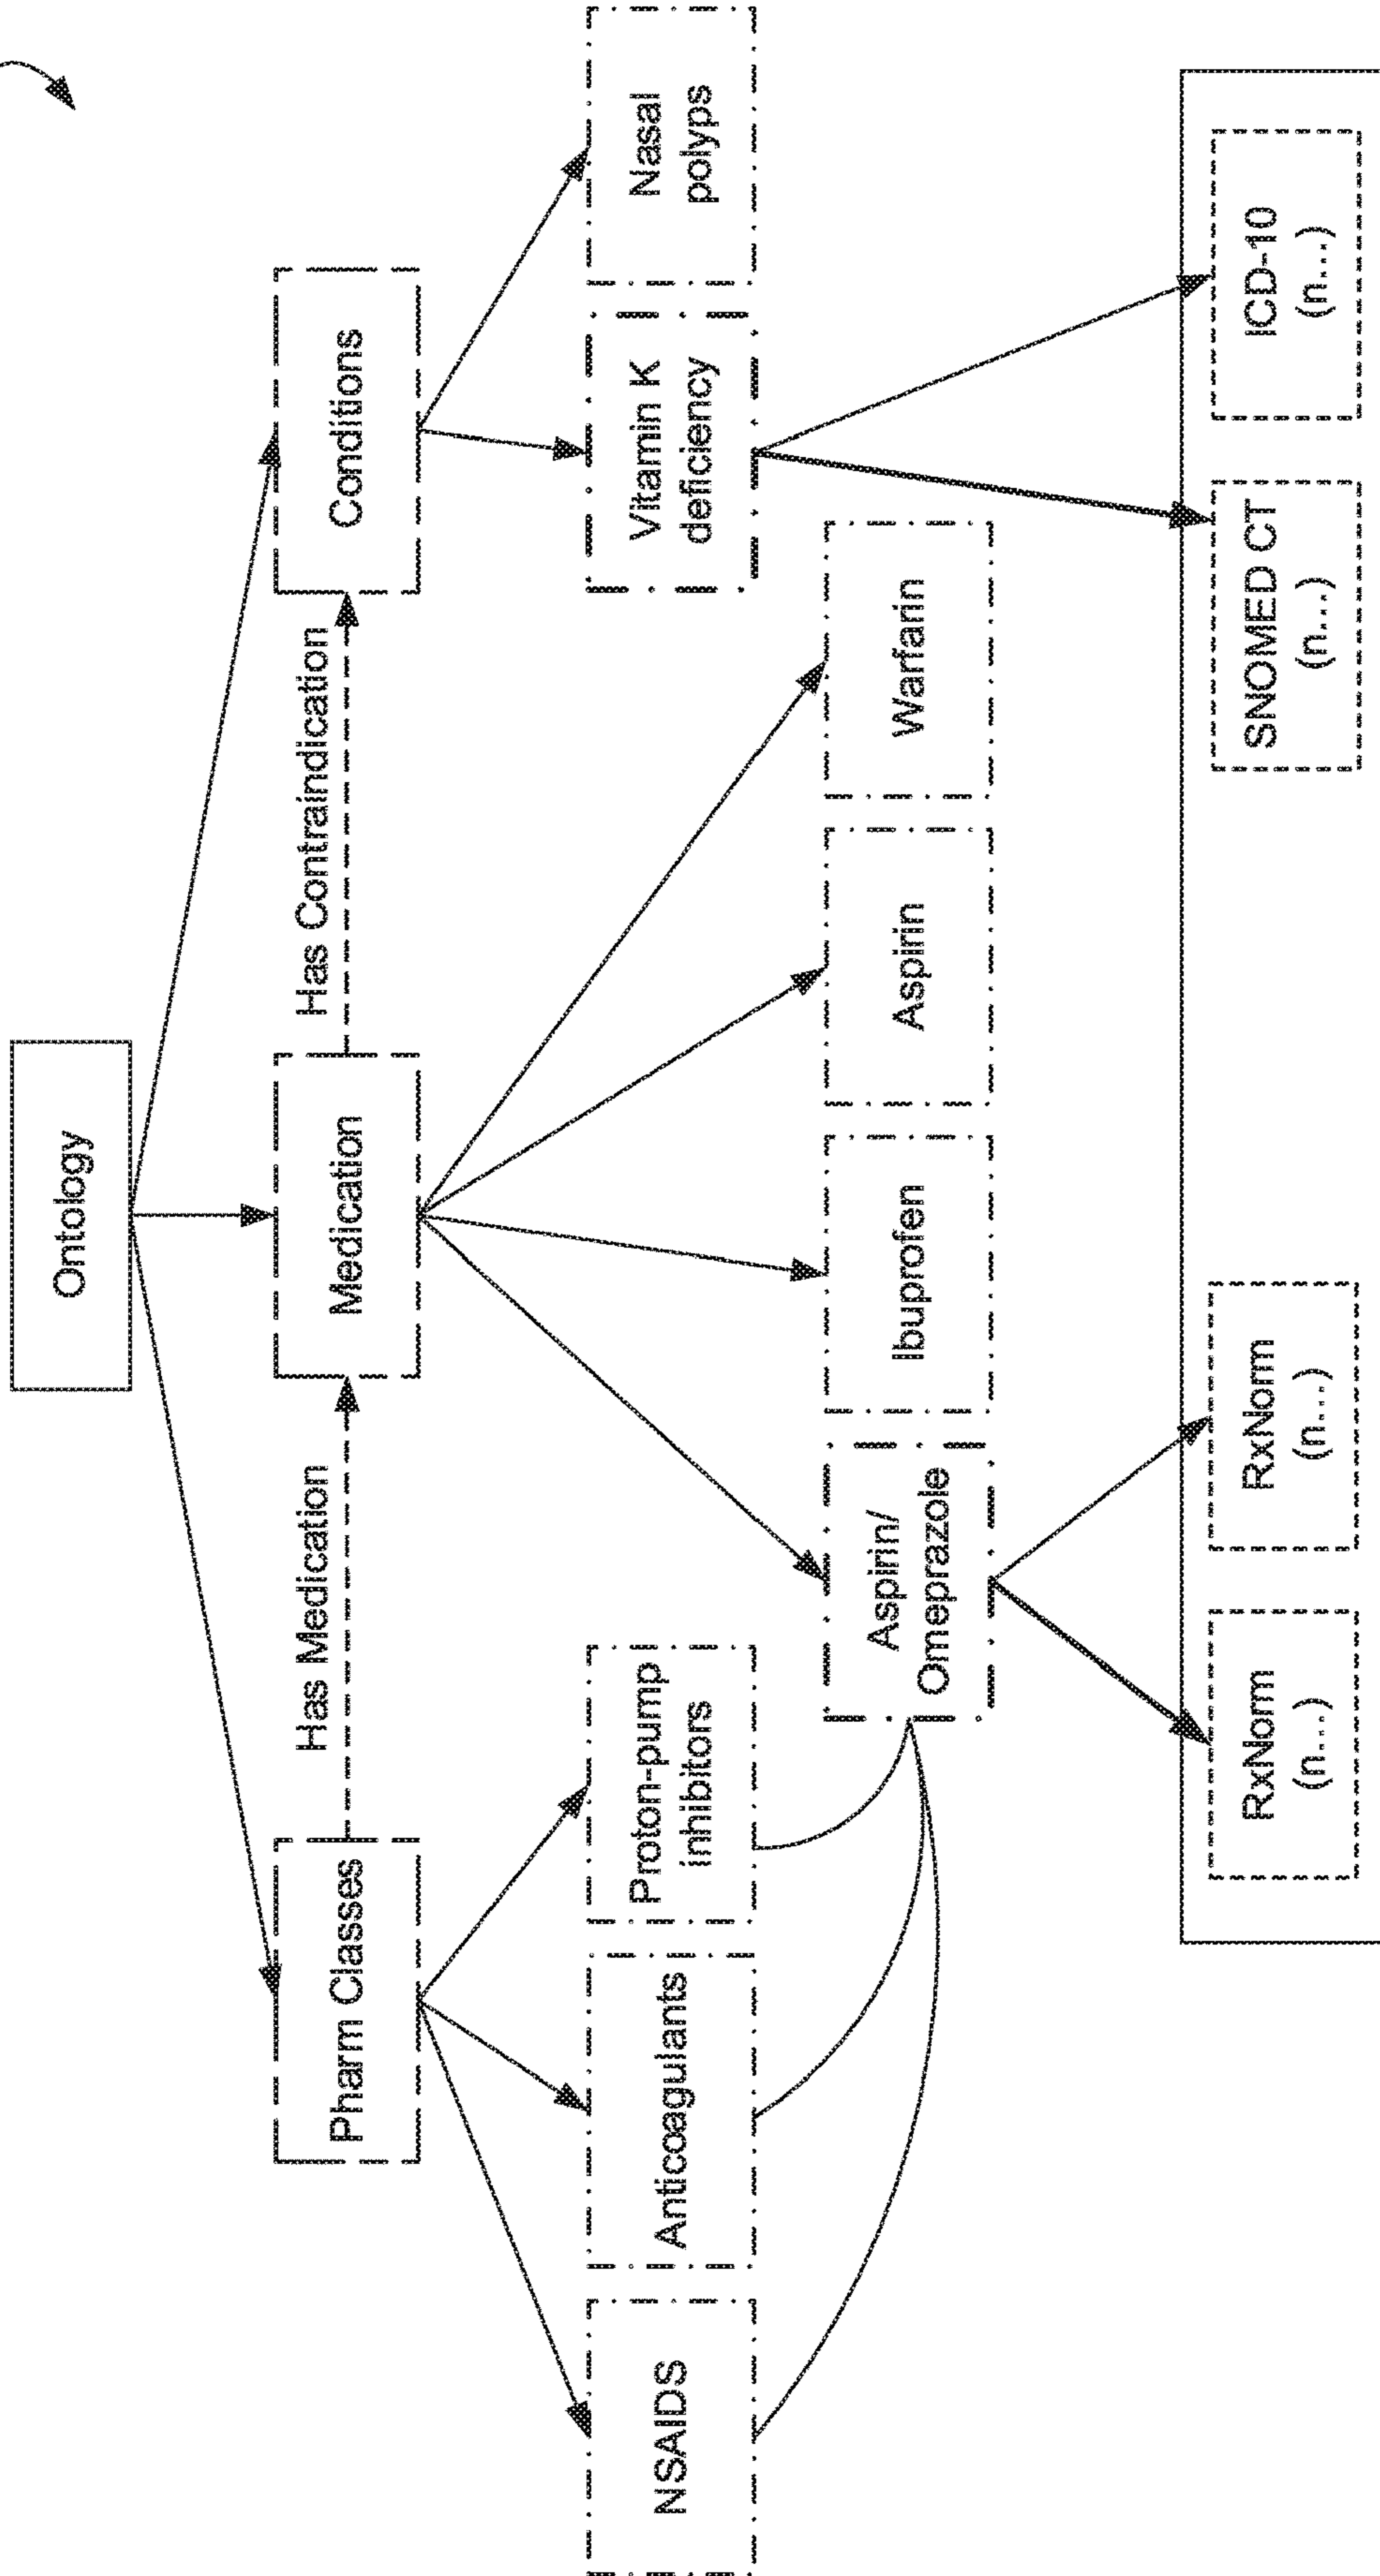 Ontology
Pharm Classes
Has Medication
Medication
Has Contraindication
Conditions
NSAIDS
Anticoagulants
Proton-pump
inhibitors
Vitamin K
deficiency
Nasal
polyps
Aspirin/
Omeprazole
Ibuprofen
Aspirin
Warfarin
RxNorm
(n...)
RxNorm
(n...)
SNOMED CT
(n...)
ICD-10
(n...)